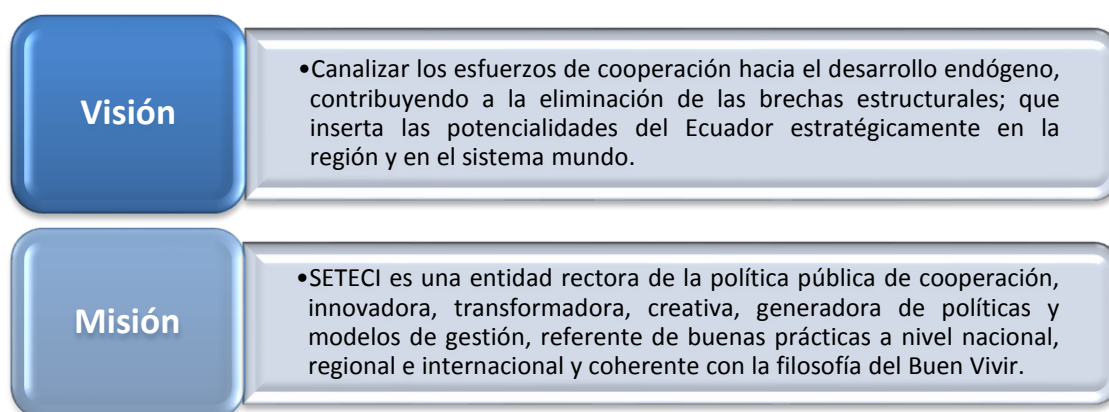 Visión
•Canalizar los esfuerzos de cooperación hacia el desarrollo endógeno,
contribuyendo a la eliminación de las brechas estructurales; que
inserta las potencialidades del Ecuador estratégicamente en la
región y en el sistema mundo.
Misión
•SETECI es una entidad rectora de la política pública de cooperación,
innovadora, transformadora, creativa, generadora de políticas y
modelos de gestión, referente de buenas prácticas a nivel nacional,
regional e internacional y coherente con la filosofía del Buen Vivir.